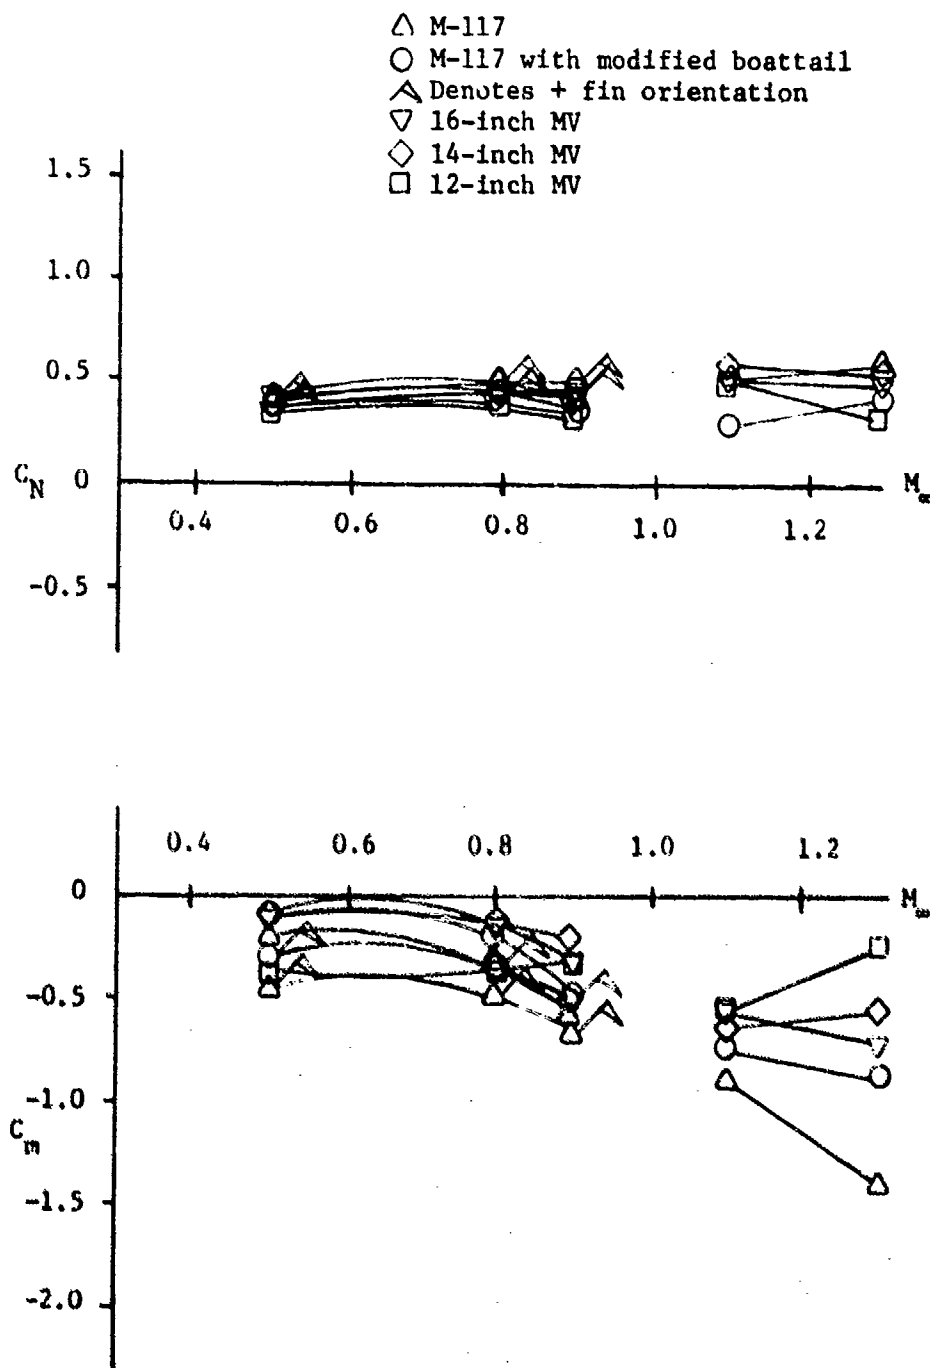 M-117
M-117 with modified boattail
Denotes + fin orientation
16-inch MV
14-inch MV
12-inch MV
1.5
1.0
0.5
C_N 0
M_∞
0.4 0.6 0.8 1.0 1.2
-0.5
0.4 0.6 0.8 1.0 1.2
0
M_∞
-0.5
-1.0
C_m
-1.5
-2.0